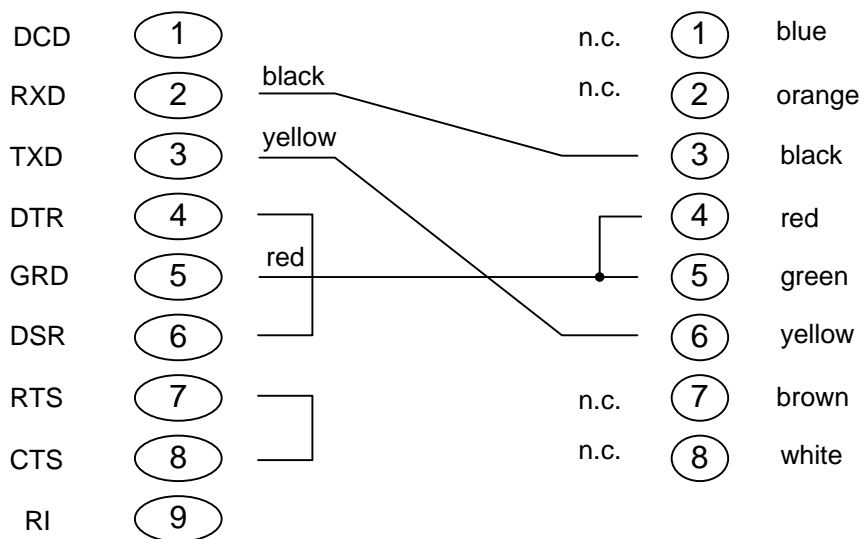 DCD 1 n.c. 1 blue
RXD 2 black n.c. 2 orange
TXD 3 yellow 3 black
DTR 4 4 red
GRD 5 red 5 green
DSR 6 6 yellow
RTS 7 n.c. 7 brown
CTS 8 n.c. 8 white
RI 9